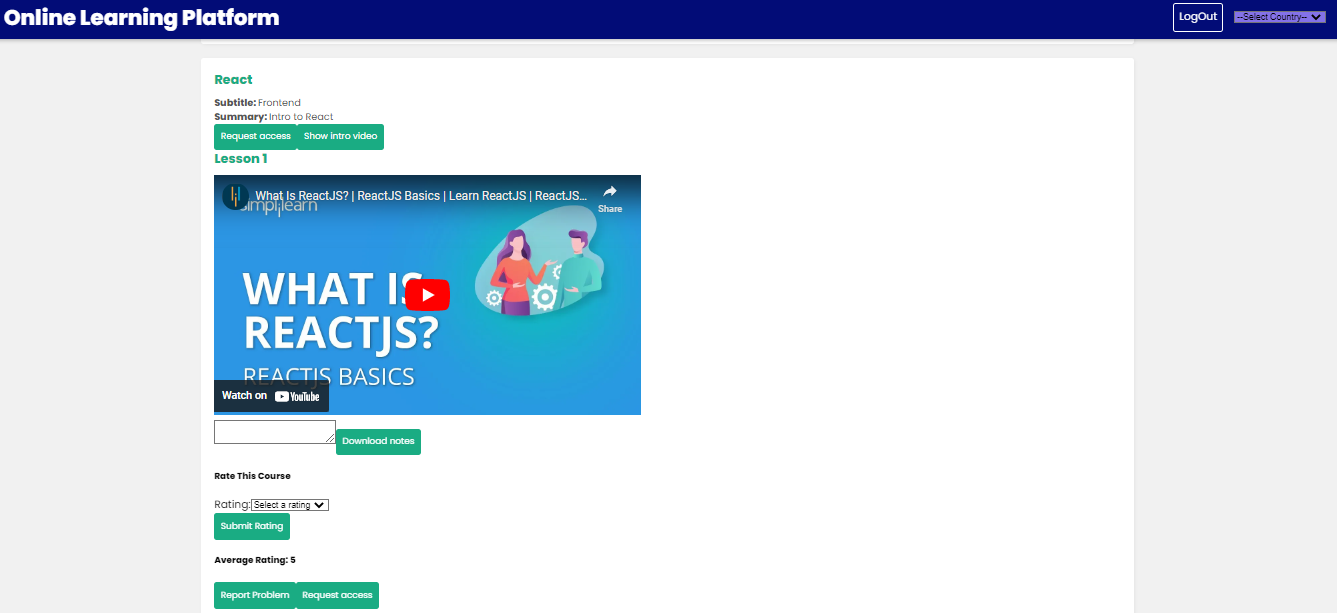 Online Learning Platform
LogOut
--Select Country--
React
Subtitle: Frontend
Summary: Intro to React
Request access
Show intro video
Lesson 1
What Is ReactJS? | ReactJS Basics | Learn ReactJS | ReactJS...
Share
simplilearn
WHAT IS
REACTJS?
REACTJS BASICS
Watch on YouTube
Download notes
Rate This Course
Rating: Select a rating
Submit Rating
Average Rating: 5
Report Problem
Request access